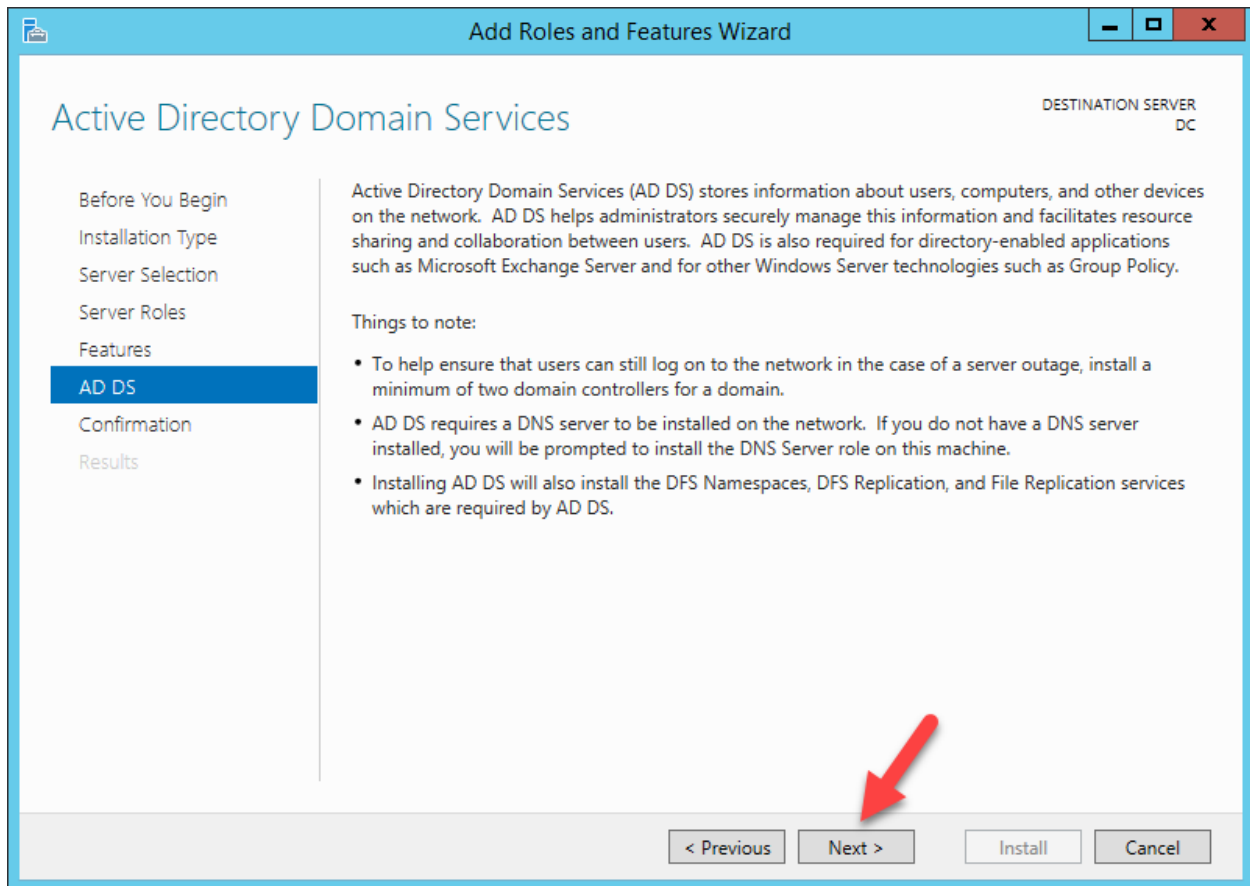 Add Roles and Features Wizard
x
Active Directory Domain Services
DESTINATION SERVER
DC
Before You Begin
Installation Type
Server Selection
Server Roles
Features
AD DS
Confirmation
Results
Active Directory Domain Services (AD DS) stores information about users, computers, and other devices
on the network. AD DS helps administrators securely manage this information and facilitates resource
sharing and collaboration between users. AD DS is also required for directory-enabled applications
such as Microsoft Exchange Server and for other Windows Server technologies such as Group Policy.
Things to note:
• To help ensure that users can still log on to the network in the case of a server outage, install a
minimum of two domain controllers for a domain.
• AD DS requires a DNS server to be installed on the network. If you do not have a DNS server
installed, you will be prompted to install the DNS Server role on this machine.
• Installing AD DS will also install the DFS Namespaces, DFS Replication, and File Replication services
which are required by AD DS.
< Previous
Next >
Install
Cancel